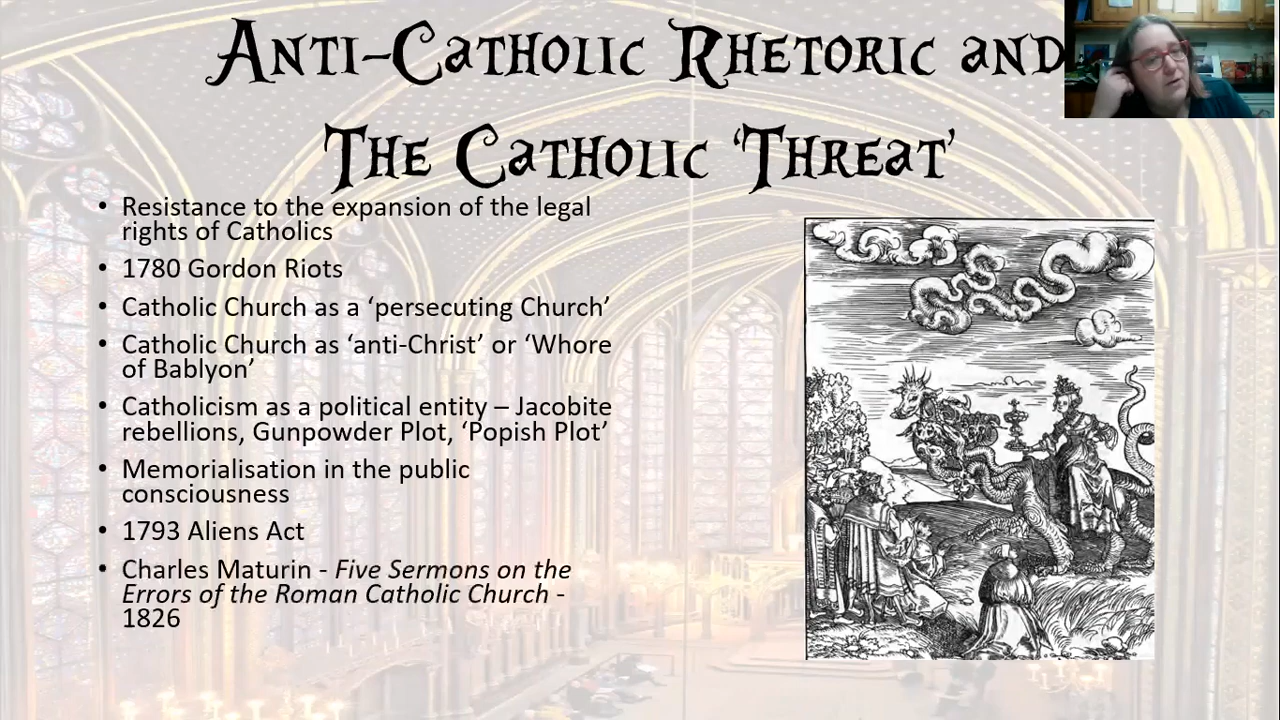 Anti-Catholic Rhetoric and
The Catholic ‘Threat’
• Resistance to the expansion of the legal
rights of Catholics
• 1780 Gordon Riots
• Catholic Church as a ‘persecuting Church’
• Catholic Church as ‘anti-Christ’ or ‘Whore
of Bablyon’
• Catholicism as a political entity – Jacobite
rebellions, Gunpowder Plot, ‘Popish Plot’
• Memorialisation in the public
consciousness
• 1793 Aliens Act
• Charles Maturin - Five Sermons on the
Errors of the Roman Catholic Church -
1826